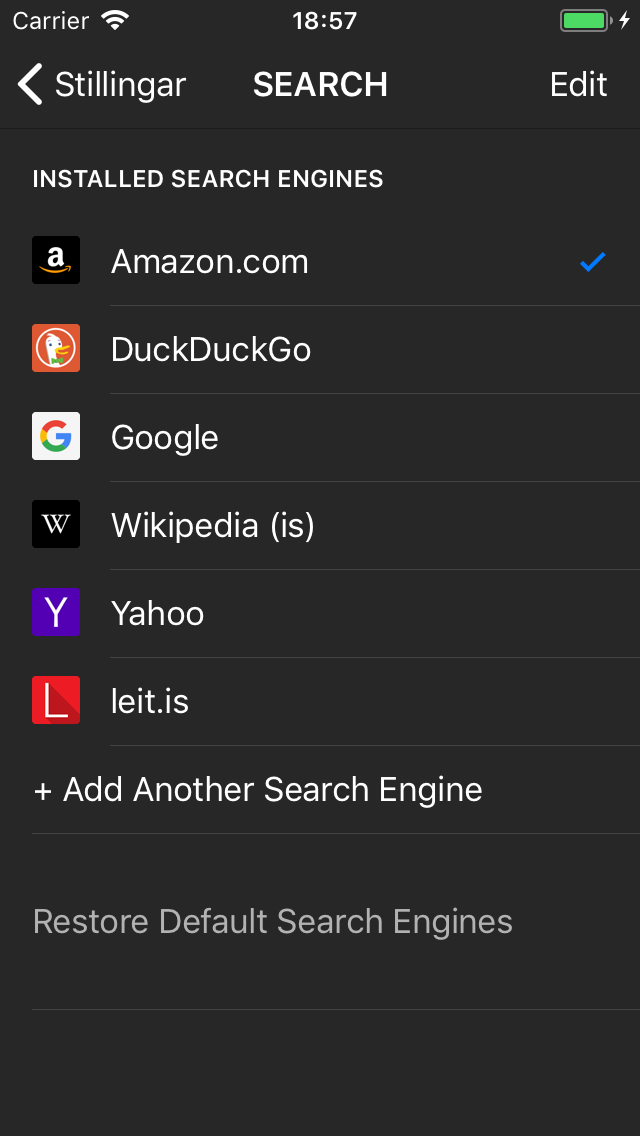 Carrier 18:57
Stillingar SEARCH Edit
INSTALLED SEARCH ENGINES
a Amazon.com
DuckDuckGo
G Google
W Wikipedia (is)
Y Yahoo
L leit.is
+ Add Another Search Engine
Restore Default Search Engines